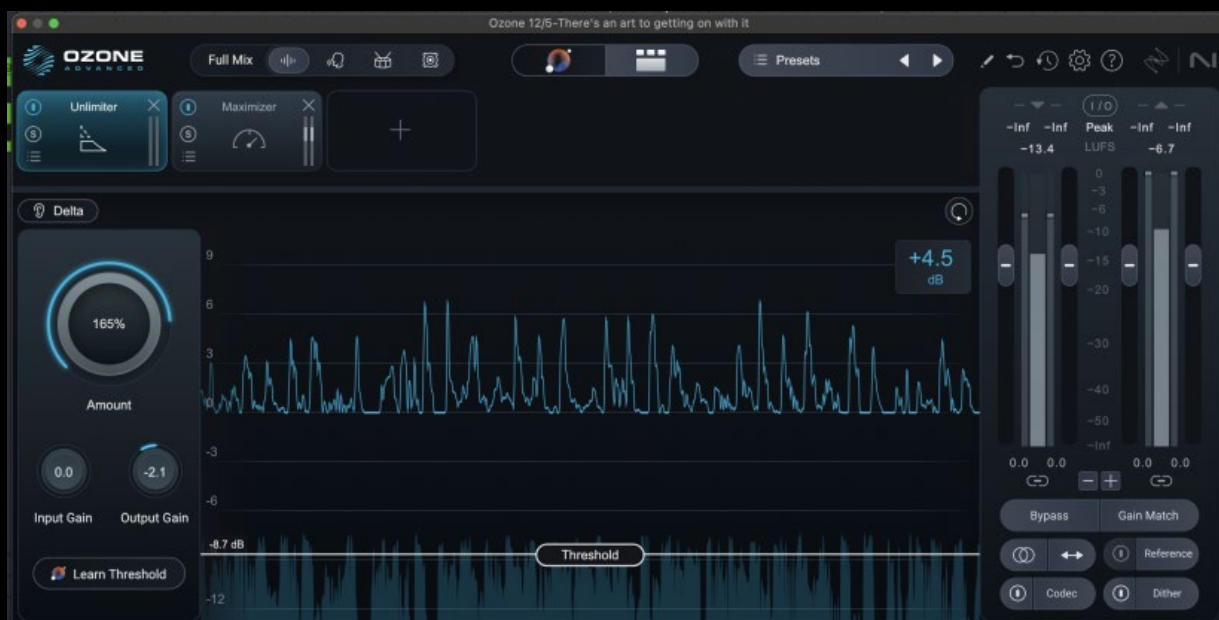 Ozone 12/5-There's an art to getting on with it
OZONE
ADVANCED
Full Mix
Presets
Unlimiter
S
Maximizer
S
I/O
-Inf -Inf Peak -Inf -Inf
-13.4 LUFS -6.7
Delta
+4.5
dB
165%
Amount
0.0
-2.1
Input Gain
Output Gain
Learn Threshold
9
6
3
0
-3
-6
-8.7 dB
Threshold
-12
0
-3
-6
-10
-15
-20
-30
-40
-50
-Inf
0.0 0.0
0.0 0.0
Bypass
Gain Match
Reference
Codec
Dither